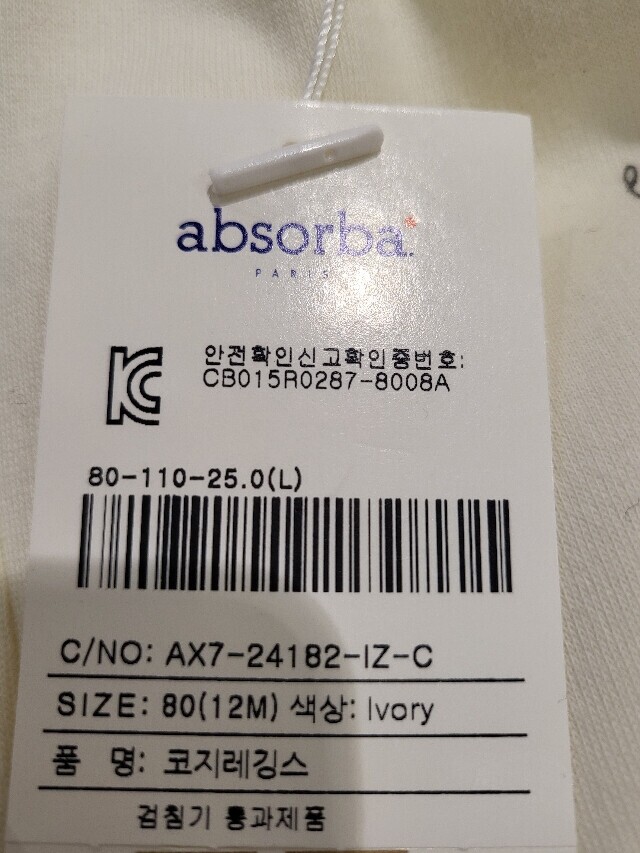 absorba
PARIS
안전확인신고확인증번호:
CB015R0287-8008A
80-110-25.0(L)
C/NO: AX7-24182-IZ-C
SIZE: 80(12M) 색상: Ivory
품 명: 코지레깅스
검침기 통과제품